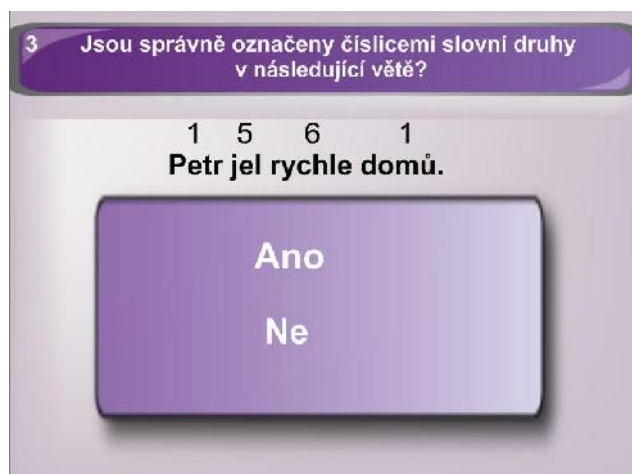 3 Jsou správně označeny číslicemi slovní druhy
v následující větě?
1 5 6 1
Petr jel rychle domů.
Ano
Ne